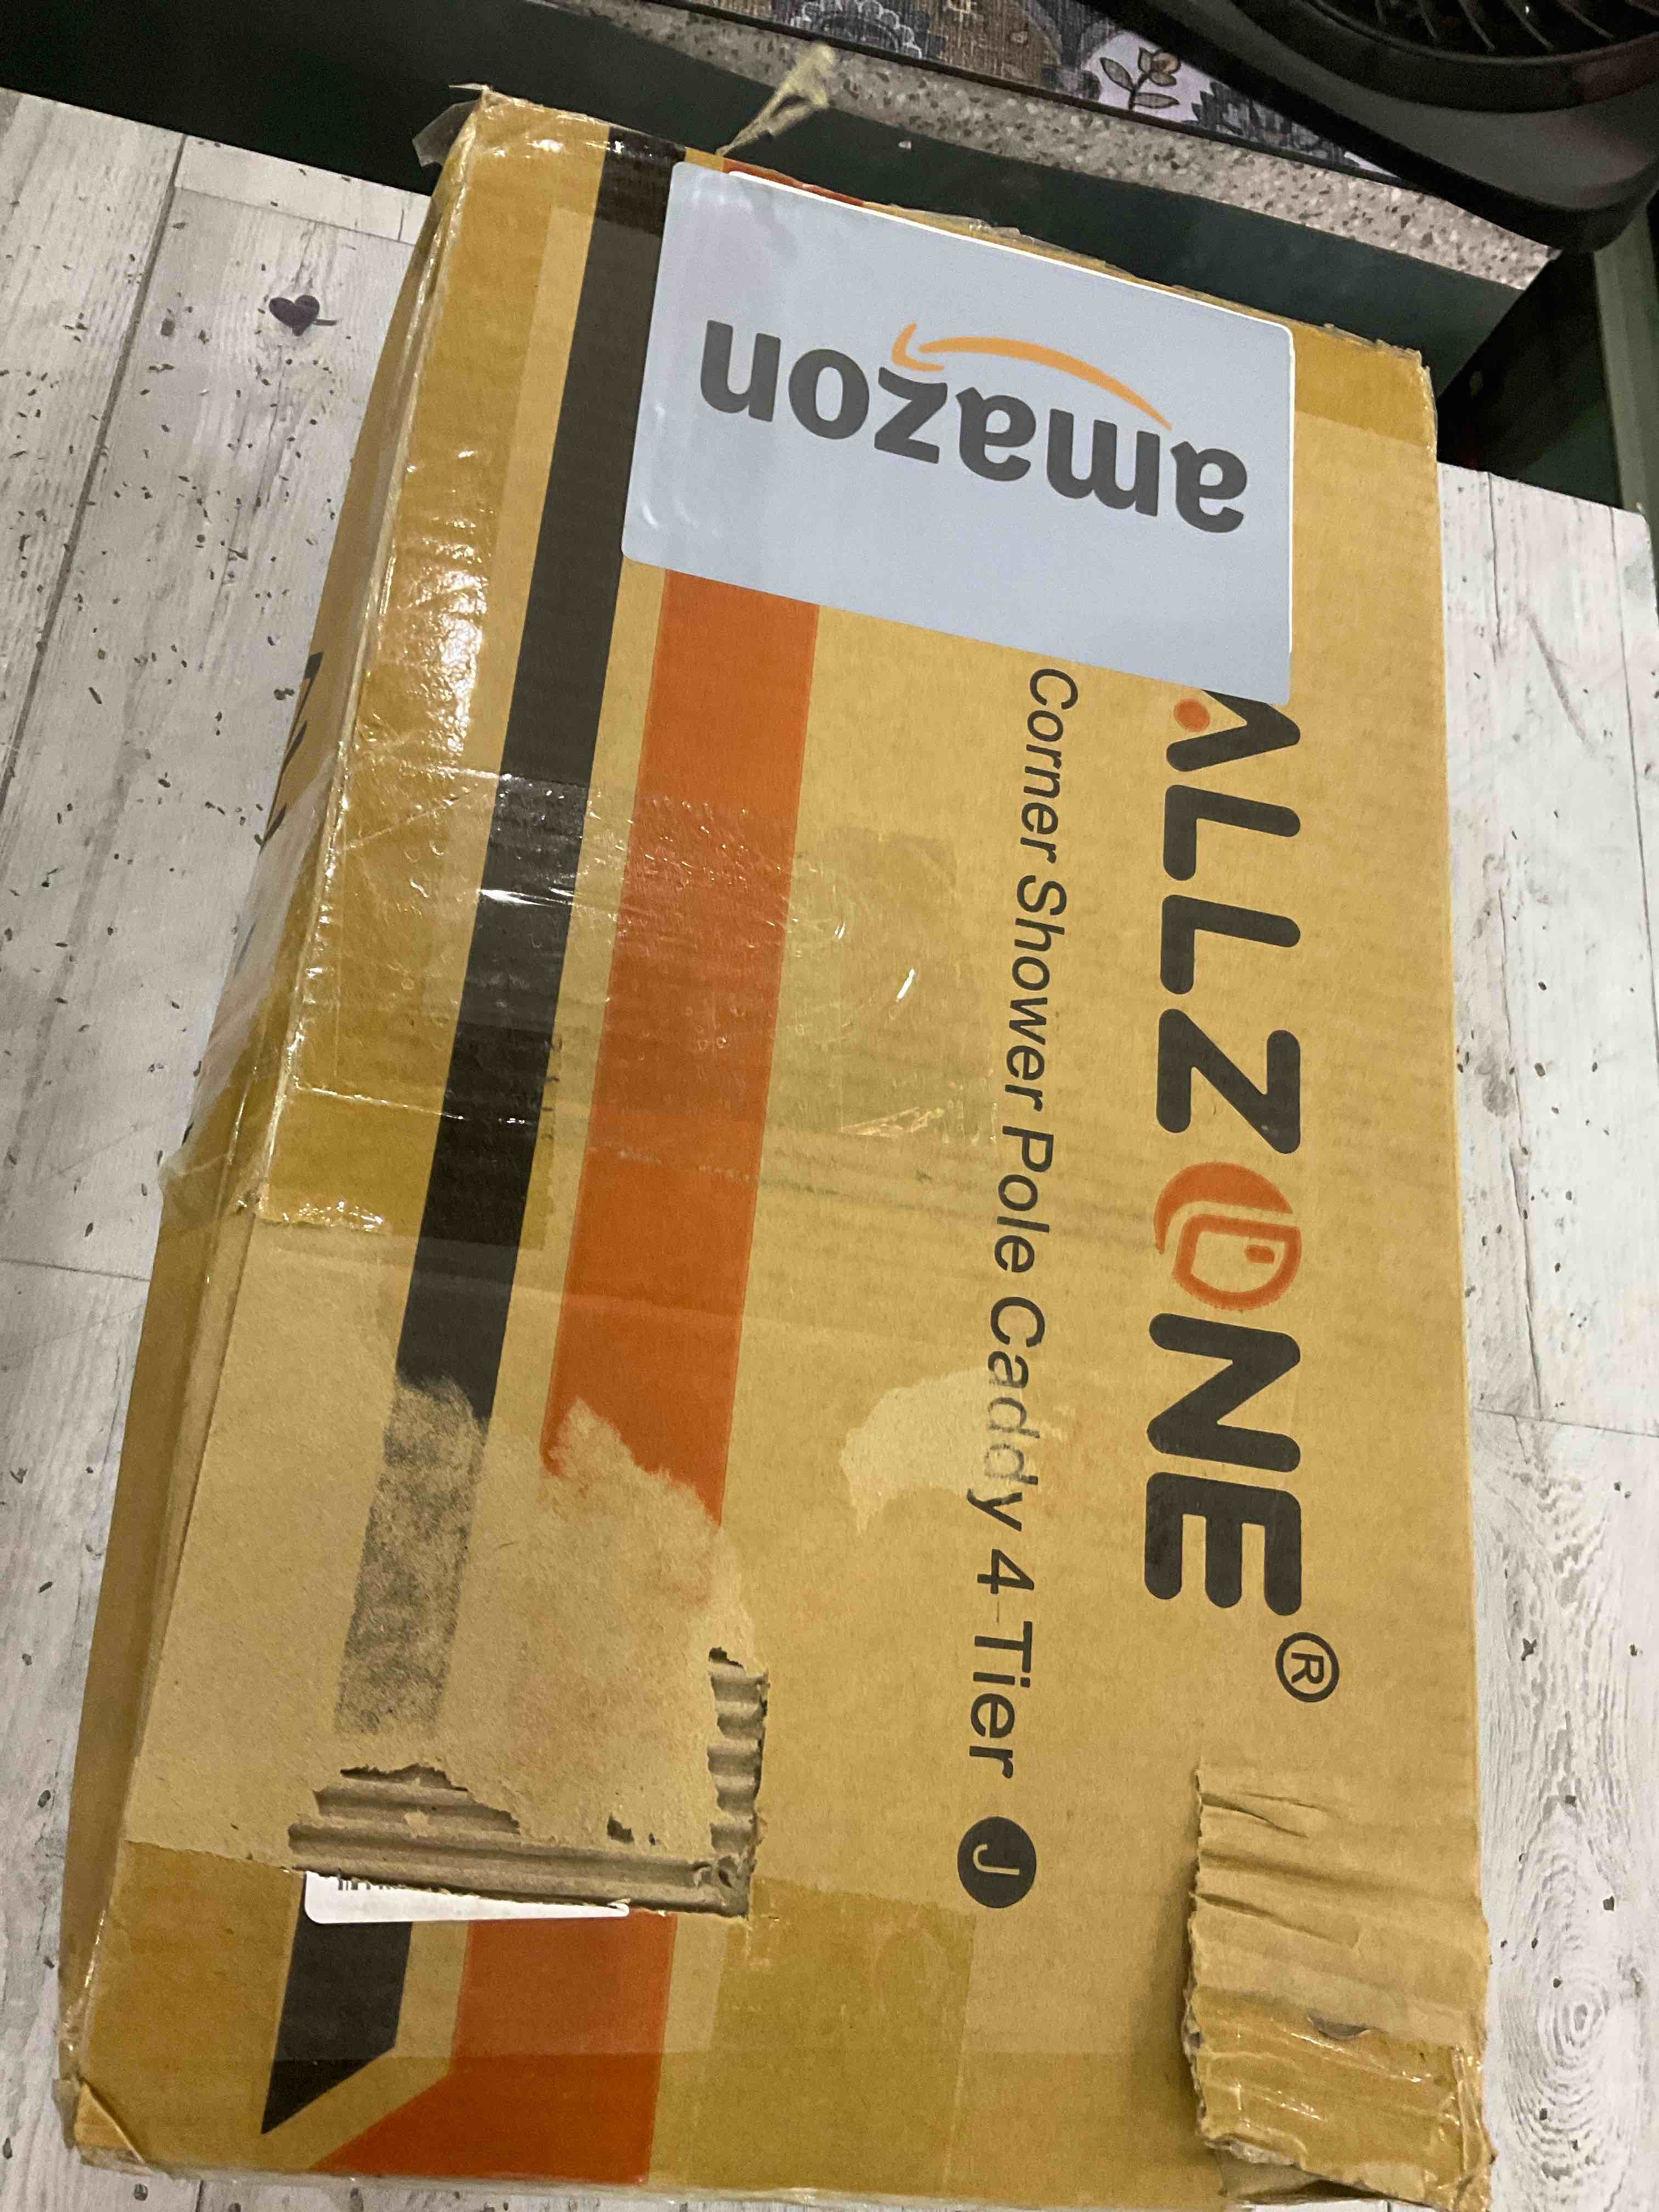 amazon
ALLZONE®
Corner Shower Pole Caddy 4-Tier J